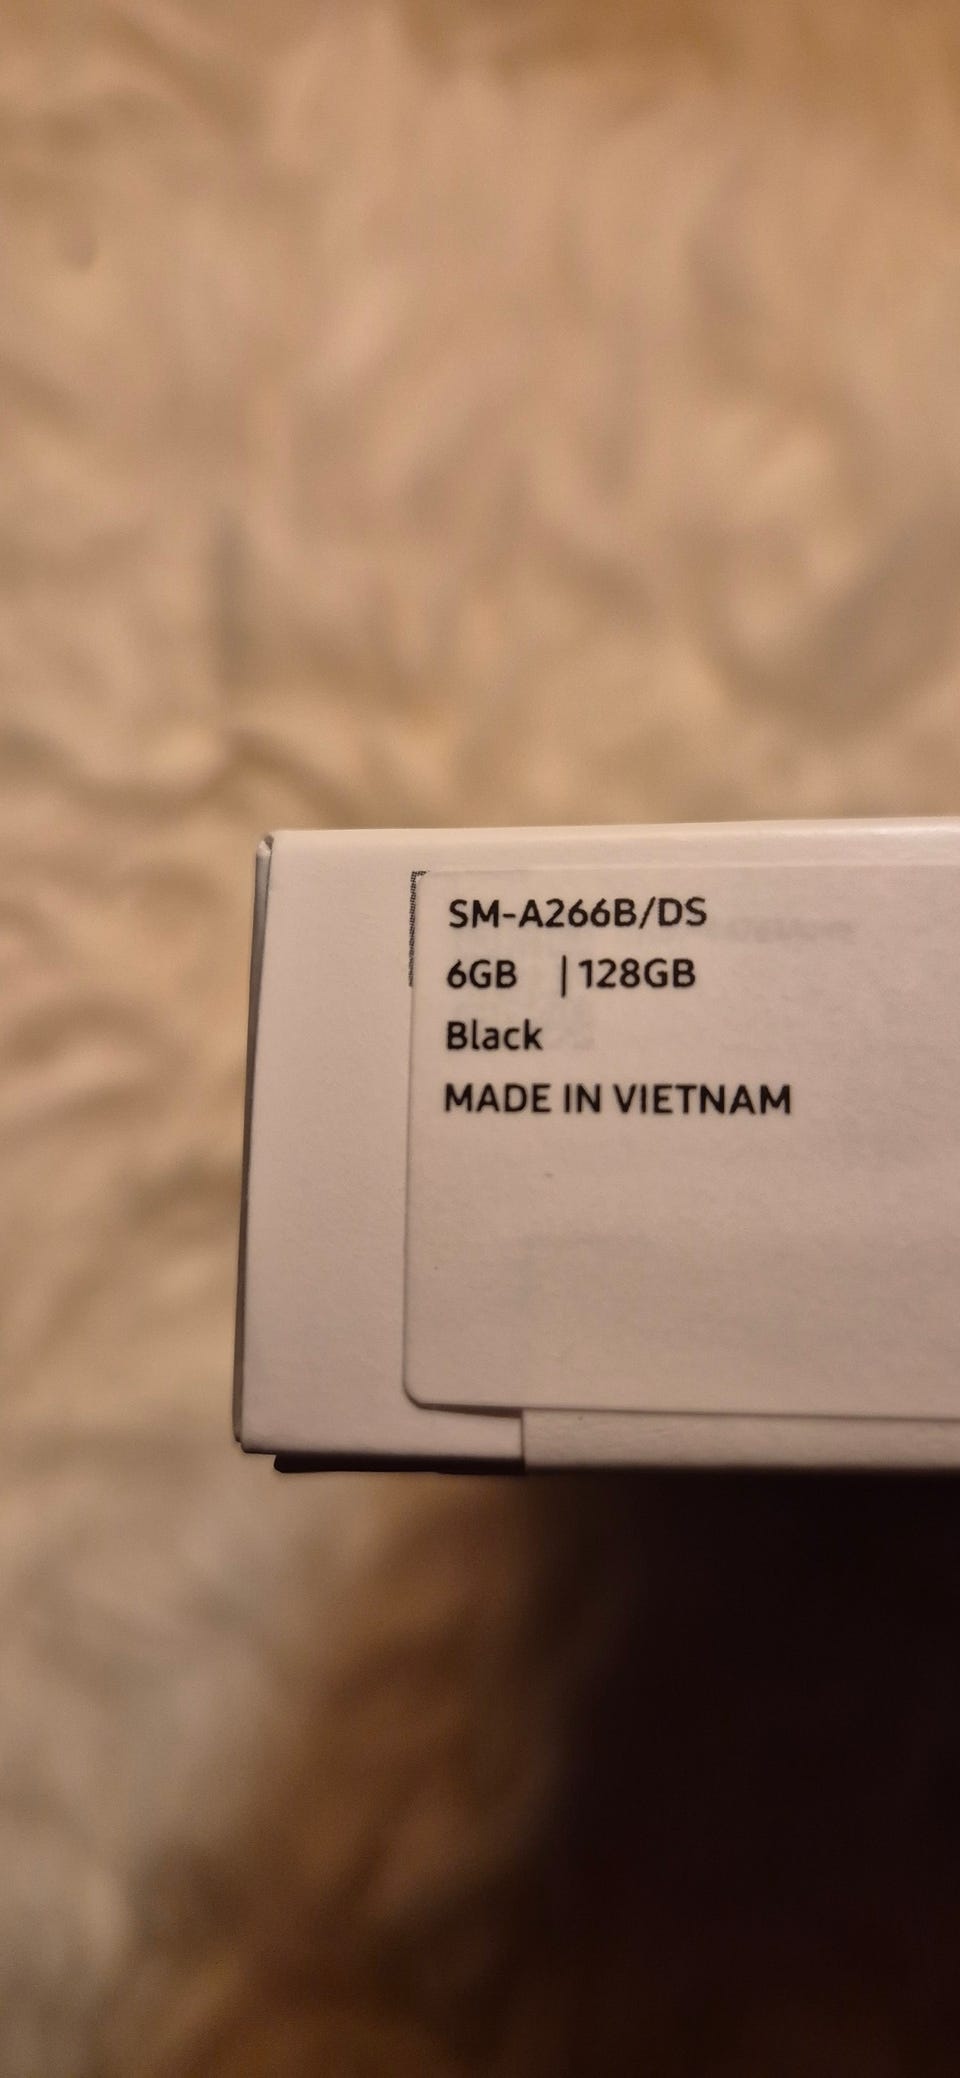 SM-A266B/DS
6GB | 128GB
Black
MADE IN VIETNAM